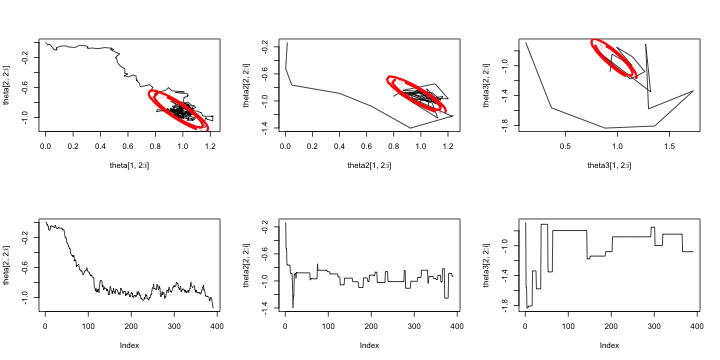 theta[2, 2:i]
-0.2
-0.6
-1.0
0.0 0.2 0.4 0.6 0.8 1.0 1.2
theta[1, 2:i]
theta2[2, 2:i]
-0.2
-0.6
-1.0
-1.4
0.0 0.2 0.4 0.6 0.8 1.0 1.2
theta2[1, 2:i]
theta3[2, 2:i]
-1.0
-1.4
-1.8
0.5 1.0 1.5
theta3[1, 2:i]
theta[2, 2:i]
-0.2
-0.6
-1.0
0 100 200 300 400
Index
theta2[2, 2:i]
-0.2
-0.6
-1.0
-1.4
0 100 200 300 400
Index
theta3[2, 2:i]
-1.0
-1.4
-1.8
0 100 200 300 400
Index